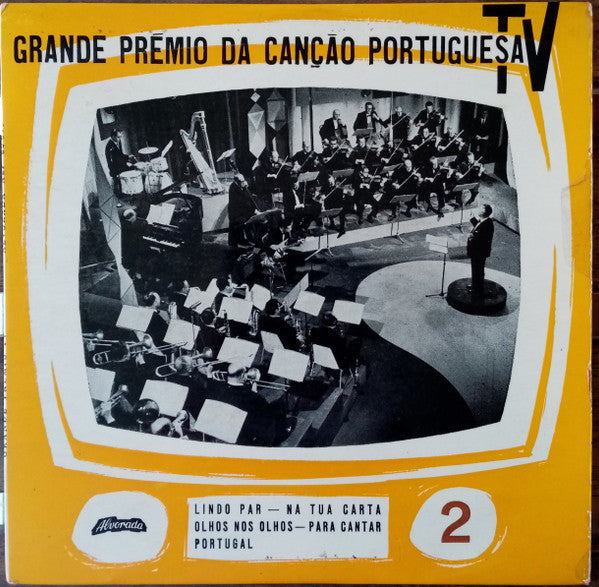 GRANDE PRÉMIO DA CANÇÃO PORTUGUESA TV
Alvorada
LINDO PAR — NA TUA CARTA
OLHOS NOS OLHOS — PARA CANTAR
PORTUGAL
2